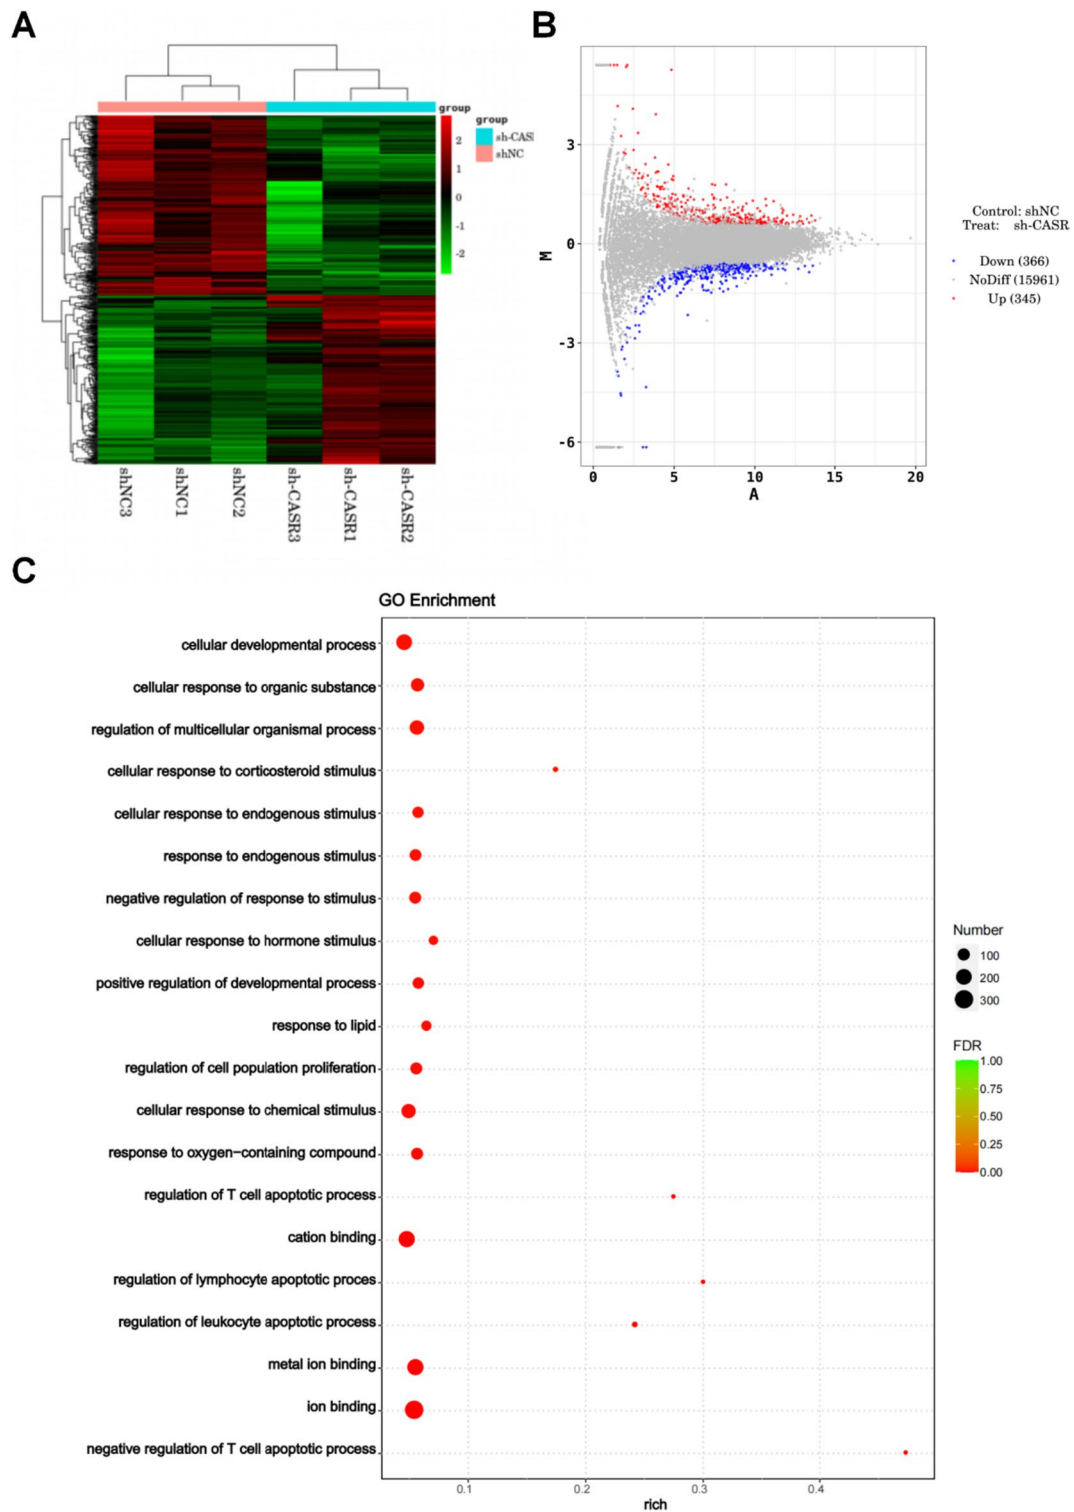 A
group
group
sh-CAS
shNC
2
1
0
-1
-2
shNC3
shNC1
shNC2
sh-CASR3
sh-CASR1
sh-CASR2
B
M
3
0
-3
-6
0 5 10 15 20
A
Control: shNC
Treat: sh-CASR
Down (366)
NoDiff (15961)
Up (345)
C
GO Enrichment
cellular developmental process
cellular response to organic substance
regulation of multicellular organismal process
cellular response to corticosteroid stimulus
cellular response to endogenous stimulus
response to endogenous stimulus
negative regulation of response to stimulus
cellular response to hormone stimulus
positive regulation of developmental process
response to lipid
regulation of cell population proliferation
cellular response to chemical stimulus
response to oxygen-containing compound
regulation of T cell apoptotic process
cation binding
regulation of lymphocyte apoptotic proces
regulation of leukocyte apoptotic process
metal ion binding
ion binding
negative regulation of T cell apoptotic process
0.1 0.2 0.3 0.4
rich
Number
100
200
300
FDR
1.00
0.75
0.50
0.25
0.00